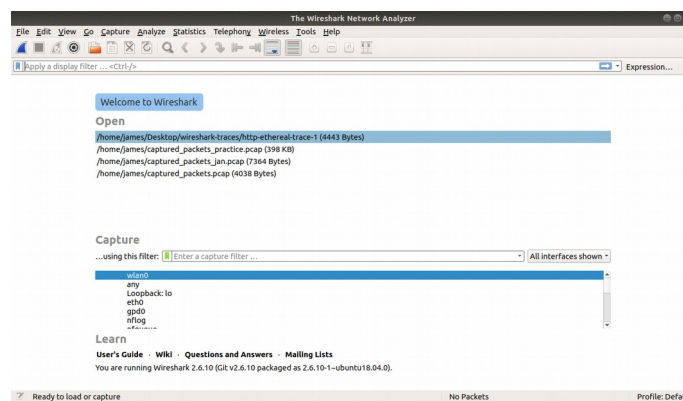 The Wireshark Network Analyzer
File Edit View Go Capture Analyze Statistics Telephony Wireless Tools Help
Apply a display filter ... <Ctrl-/>
Expression...
Welcome to Wireshark
Open
/home/james/Desktop/wireshark-traces/http-ethereal-trace-1 (4443 Bytes)
/home/james/captured_packets_practice.pcap (398 KB)
/home/james/captured_packets_jan.pcap (7364 Bytes)
/home/james/captured_packets.pcap (4038 Bytes)
Capture
...using this filter: Enter a capture filter ... All interfaces shown
wlan0
any
Loopback: lo
eth0
gpd0
nflog
Learn
User's Guide · Wiki · Questions and Answers · Mailing Lists
You are running Wireshark 2.6.10 (Git v2.6.10 packaged as 2.6.10-1~ubuntu18.04.0).
Ready to load or capture No Packets Profile: Defa